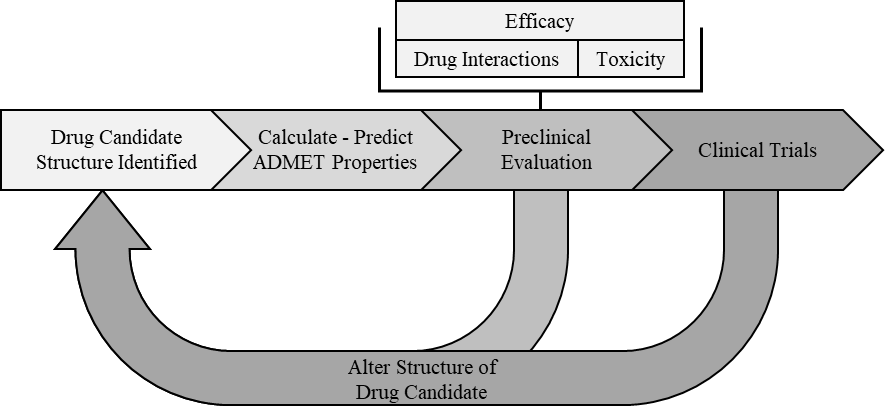 Efficacy
Drug Interactions
Toxicity
Drug Candidate
Structure Identified
Calculate - Predict
ADMET Properties
Preclinical
Evaluation
Clinical Trials
Alter Structure of
Drug Candidate